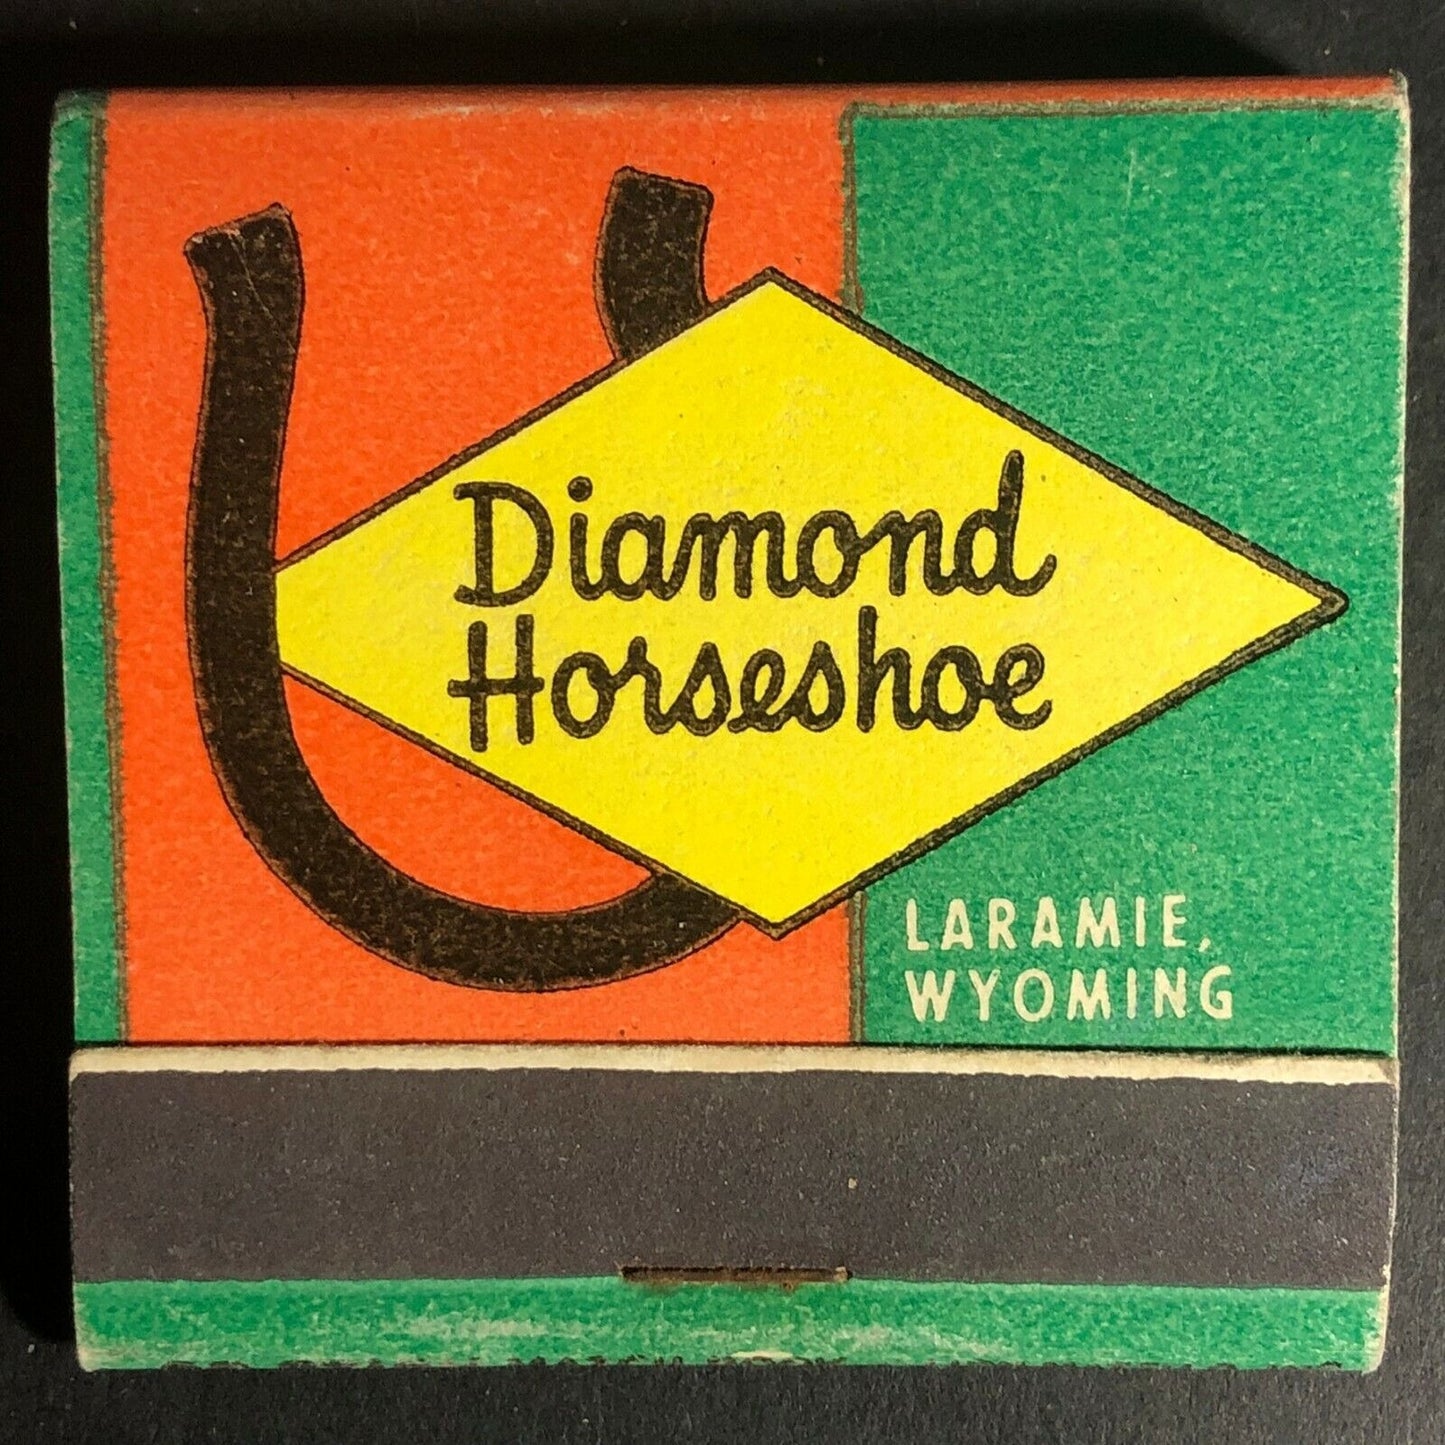 Diamond
Horseshoe
LARAMIE,
WYOMING